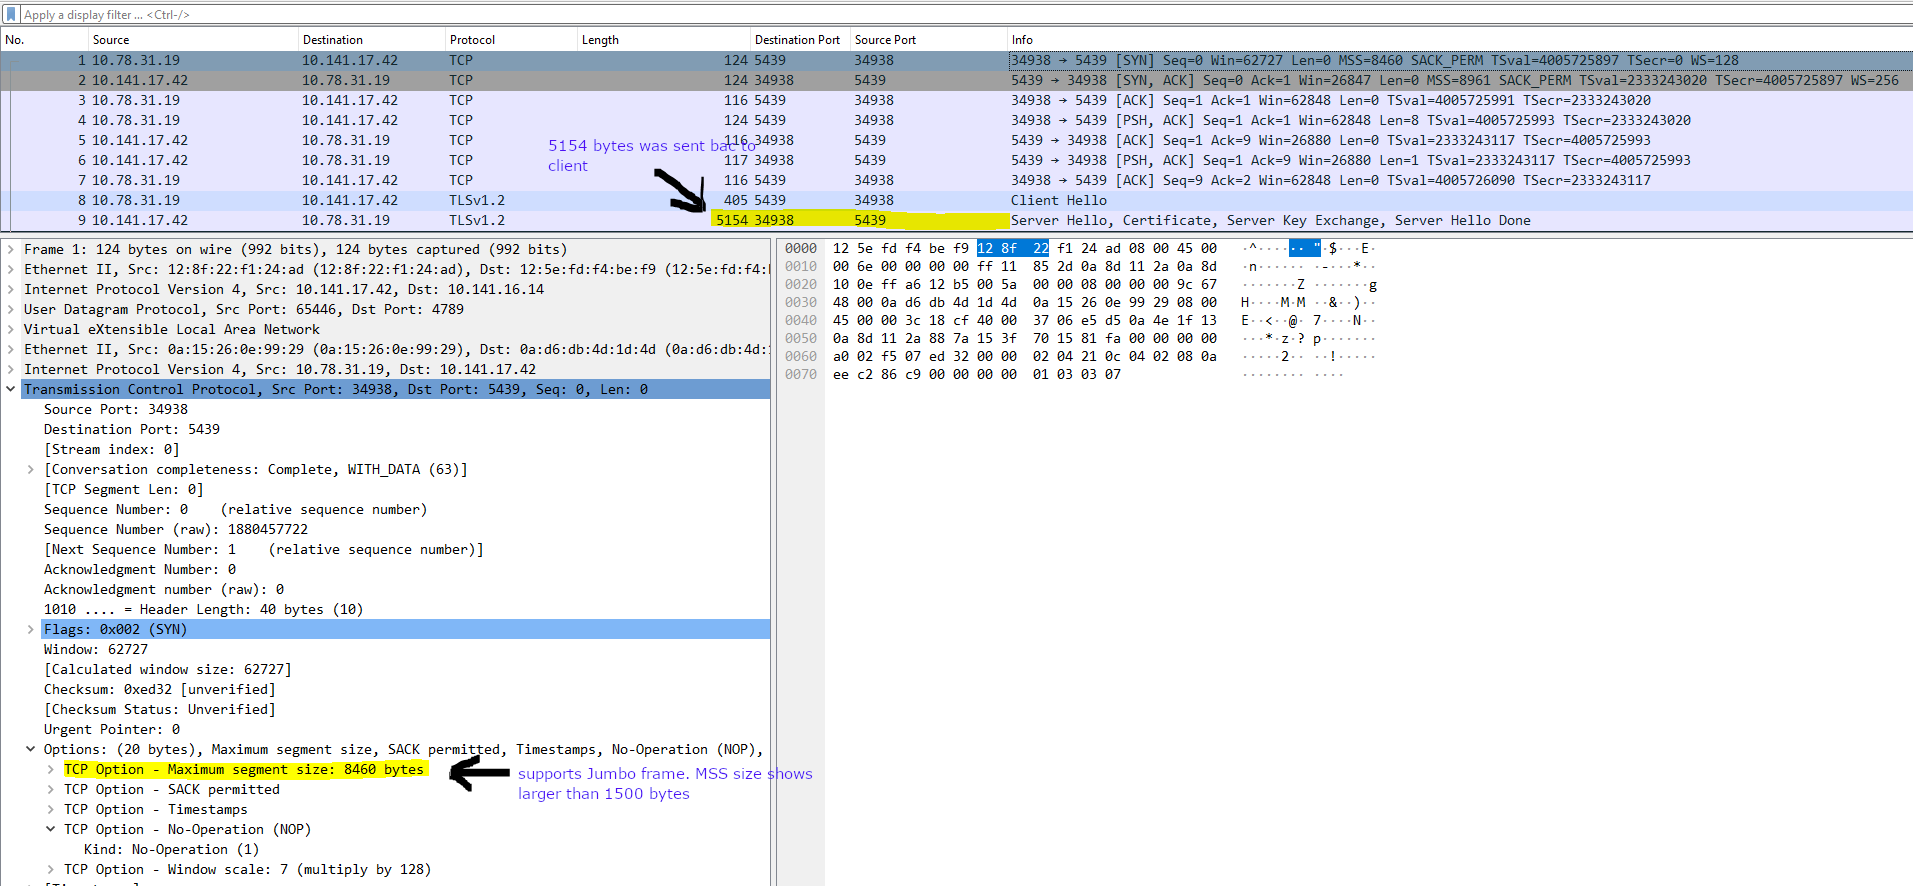 Apply a display filter ... <Ctrl-/>
No. Source Destination Protocol Length Destination Port Source Port Info
1 10.78.31.19 10.141.17.42 TCP 124 5439 34938 34938 → 5439 [SYN] Seq=0 Win=62727 Len=0 MSS=8460 SACK_PERM TSval=4005725897 TSecr=0 WS=128
2 10.141.17.42 10.78.31.19 TCP 124 34938 5439 5439 → 34938 [SYN, ACK] Seq=0 Ack=1 Win=26847 Len=0 MSS=8961 SACK_PERM TSval=2333243020 TSecr=4005725897 WS=256
3 10.78.31.19 10.141.17.42 TCP 116 5439 34938 34938 → 5439 [ACK] Seq=1 Ack=1 Win=62848 Len=0 TSval=4005725991 TSecr=2333243020
4 10.78.31.19 10.141.17.42 TCP 124 5439 34938 34938 → 5439 [PSH, ACK] Seq=1 Ack=1 Win=62848 Len=8 TSval=4005725993 TSecr=2333243020
5 10.141.17.42 10.78.31.19 TCP 116 34938 5439 5439 → 34938 [ACK] Seq=1 Ack=9 Win=26880 Len=0 TSval=2333243117 TSecr=4005725993
6 10.141.17.42 10.78.31.19 TCP 117 34938 5439 5439 → 34938 [PSH, ACK] Seq=1 Ack=9 Win=26880 Len=1 TSval=2333243117 TSecr=4005725993
7 10.78.31.19 10.141.17.42 TCP 116 5439 34938 34938 → 5439 [ACK] Seq=9 Ack=2 Win=62848 Len=0 TSval=4005726090 TSecr=2333243117
8 10.78.31.19 10.141.17.42 TLSv1.2 405 5439 34938 Client Hello
9 10.141.17.42 10.78.31.19 TLSv1.2 5154 34938 5439 Server Hello, Certificate, Server Key Exchange, Server Hello Done
5154 bytes was sent bac to
client
Frame 1: 124 bytes on wire (992 bits), 124 bytes captured (992 bits)
Ethernet II, Src: 12:8f:22:f1:24:ad (12:8f:22:f1:24:ad), Dst: 12:5e:fd:f4:be:f9 (12:5e:fd:f4:
Internet Protocol Version 4, Src: 10.141.17.42, Dst: 10.141.16.14
User Datagram Protocol, Src Port: 65446, Dst Port: 4789
Virtual eXtensible Local Area Network
Ethernet II, Src: 0a:15:26:0e:99:29 (0a:15:26:0e:99:29), Dst: 0a:d6:db:4d:1d:4d (0a:d6:db:4d:
Internet Protocol Version 4, Src: 10.78.31.19, Dst: 10.141.17.42
Transmission Control Protocol, Src Port: 34938, Dst Port: 5439, Seq: 0, Len: 0
Source Port: 34938
Destination Port: 5439
[Stream index: 0]
[Conversation completeness: Complete, WITH_DATA (63)]
[TCP Segment Len: 0]
Sequence Number: 0 (relative sequence number)
Sequence Number (raw): 1880457722
[Next Sequence Number: 1 (relative sequence number)]
Acknowledgment Number: 0
Acknowledgment number (raw): 0
1010 .... = Header Length: 40 bytes (10)
Flags: 0x002 (SYN)
Window: 62727
[Calculated window size: 62727]
Checksum: 0xed32 [unverified]
[Checksum Status: Unverified]
Urgent Pointer: 0
Options: (20 bytes), Maximum segment size, SACK permitted, Timestamps, No-Operation (NOP),
TCP Option - Maximum segment size: 8460 bytes
TCP Option - SACK permitted
TCP Option - Timestamps
TCP Option - No-Operation (NOP)
Kind: No-Operation (1)
TCP Option - Window scale: 7 (multiply by 128)
supports Jumbo frame. MSS size shows
larger than 1500 bytes
0000 12 5e fd f4 be f9 12 8f 22 f1 24 ad 08 00 45 00 ·^······ "·$···E·
0010 00 6e 00 00 00 00 ff 11 85 2d 0a 8d 11 2a 0a 8d ·n······ ·-···*··
0020 10 0e ff a6 12 b5 00 5a 00 00 08 00 00 00 9c 67 ·······Z ·······g
0030 48 00 0a d6 db 4d 1d 4d 0a 15 26 0e 99 29 08 00 H····M·M ··&··)··
0040 45 00 00 3c 18 cf 40 00 37 06 e5 d5 0a 4e 1f 13 E··<··@· 7····N··
0050 0a 8d 11 2a 88 7a 15 3f 70 15 81 fa 00 00 00 00 ···*·z·? p·······
0060 a0 02 f5 07 ed 32 00 00 02 04 21 0c 04 02 08 0a ·····2·· ··!·····
0070 ee c2 86 c9 00 00 00 00 01 03 03 07 ········ ····